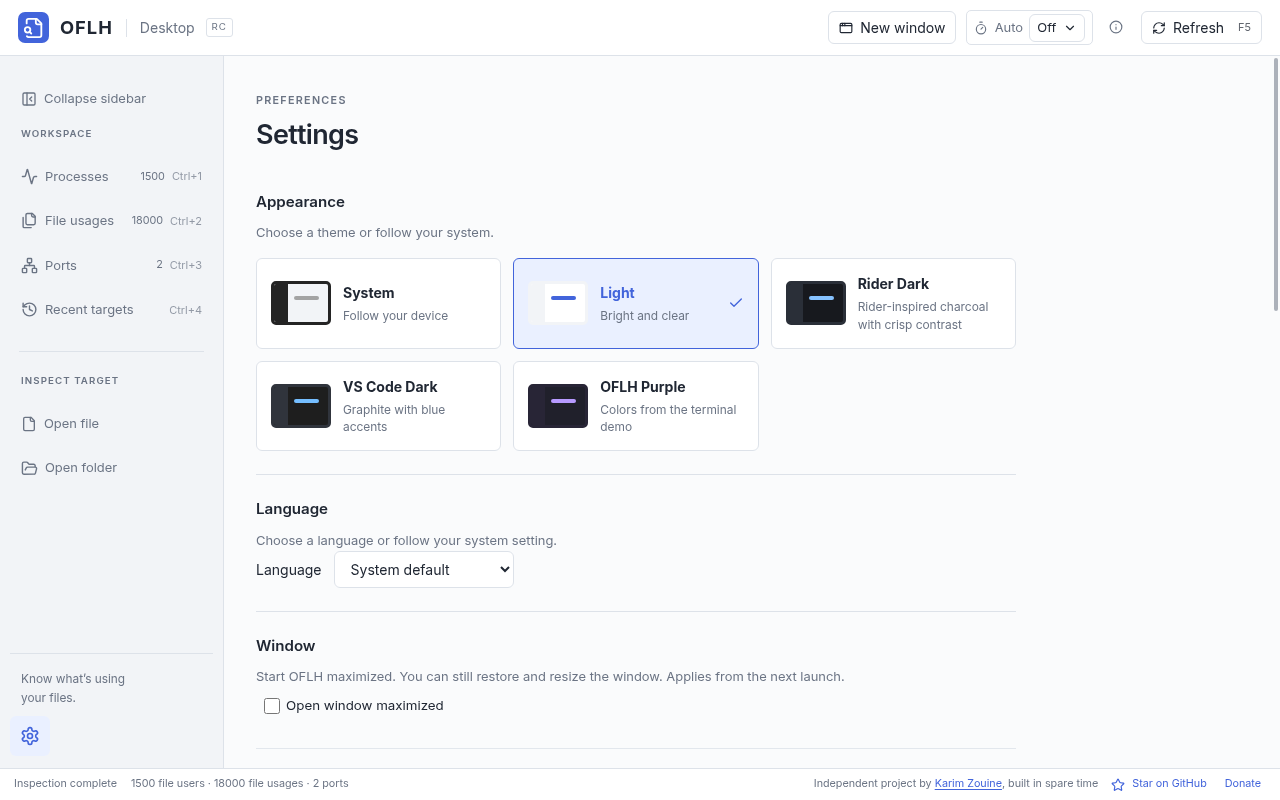 OFLH
Desktop
RC
New window
Auto
Off
Refresh
F5
Collapse sidebar
WORKSPACE
Processes 1500 Ctrl+1
File usages 18000 Ctrl+2
Ports 2 Ctrl+3
Recent targets Ctrl+4
INSPECT TARGET
Open file
Open folder
Know what's using
your files.
PREFERENCES
Settings
Appearance
Choose a theme or follow your system.
System
Follow your device
Light
Bright and clear
Rider Dark
Rider-inspired charcoal
with crisp contrast
VS Code Dark
Graphite with blue
accents
OFLH Purple
Colors from the terminal
demo
Language
Choose a language or follow your system setting.
Language System default
Window
Start OFLH maximized. You can still restore and resize the window. Applies from the next launch.
Open window maximized
Inspection complete 1500 file users · 18000 file usages · 2 ports
Independent project by Karim Zouine, built in spare time
Star on GitHub
Donate